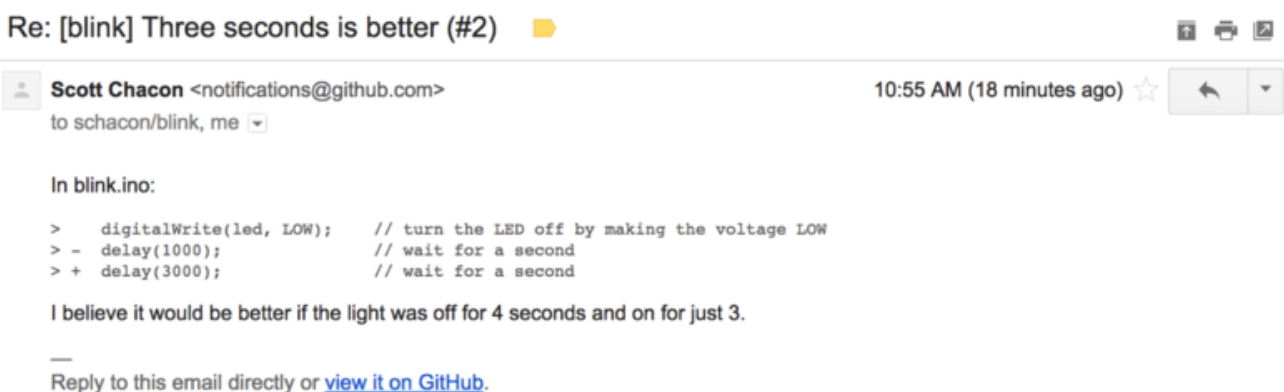 Re: [blink] Three seconds is better (#2)
Scott Chacon <notifications@github.com> 10:55 AM (18 minutes ago)
to schacon/blink, me
In blink.ino:
>    digitalWrite(led, LOW);    // turn the LED off by making the voltage LOW
> -  delay(1000);               // wait for a second
> +  delay(3000);               // wait for a second
I believe it would be better if the light was off for 4 seconds and on for just 3.
—
Reply to this email directly or view it on GitHub.